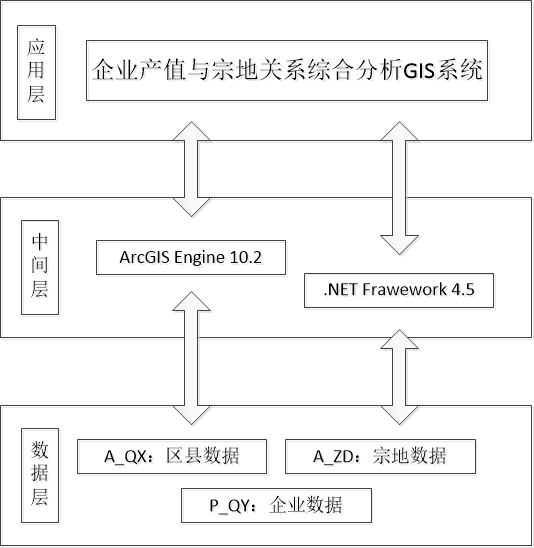 应用层
企业产值与宗地关系综合分析GIS系统
中间层
ArcGIS Engine 10.2
.NET Frawework 4.5
数据层
A_QX：区县数据
A_ZD：宗地数据
P_QY：企业数据